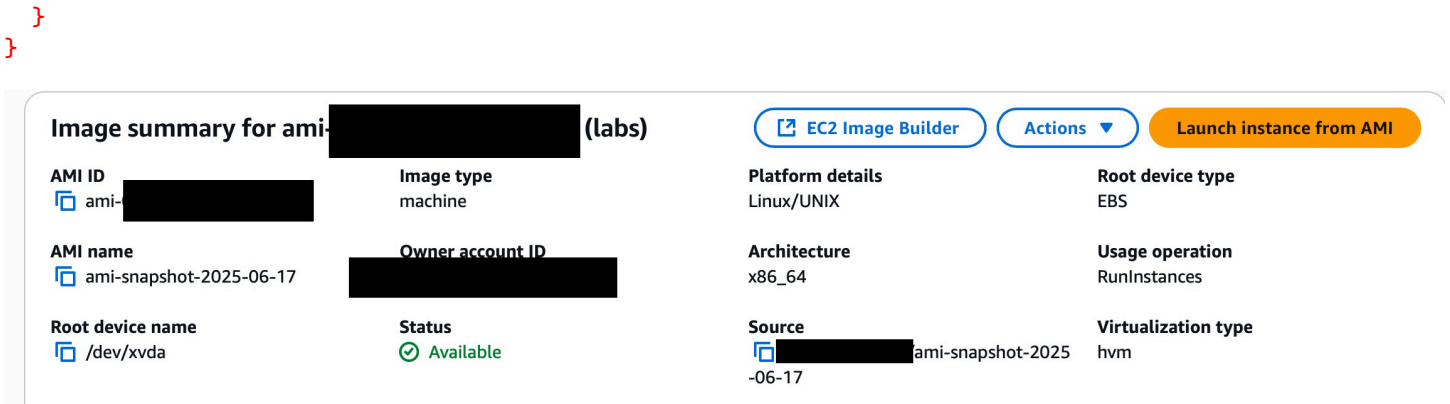 }
}
Image summary for ami- (labs)
EC2 Image Builder
Actions
Launch instance from AMI
AMI ID
ami-
Image type
machine
Platform details
Linux/UNIX
Root device type
EBS
AMI name
ami-snapshot-2025-06-17
Owner account ID
Architecture
x86_64
Usage operation
RunInstances
Root device name
/dev/xvda
Status
Available
Source
/ami-snapshot-2025
-06-17
Virtualization type
hvm